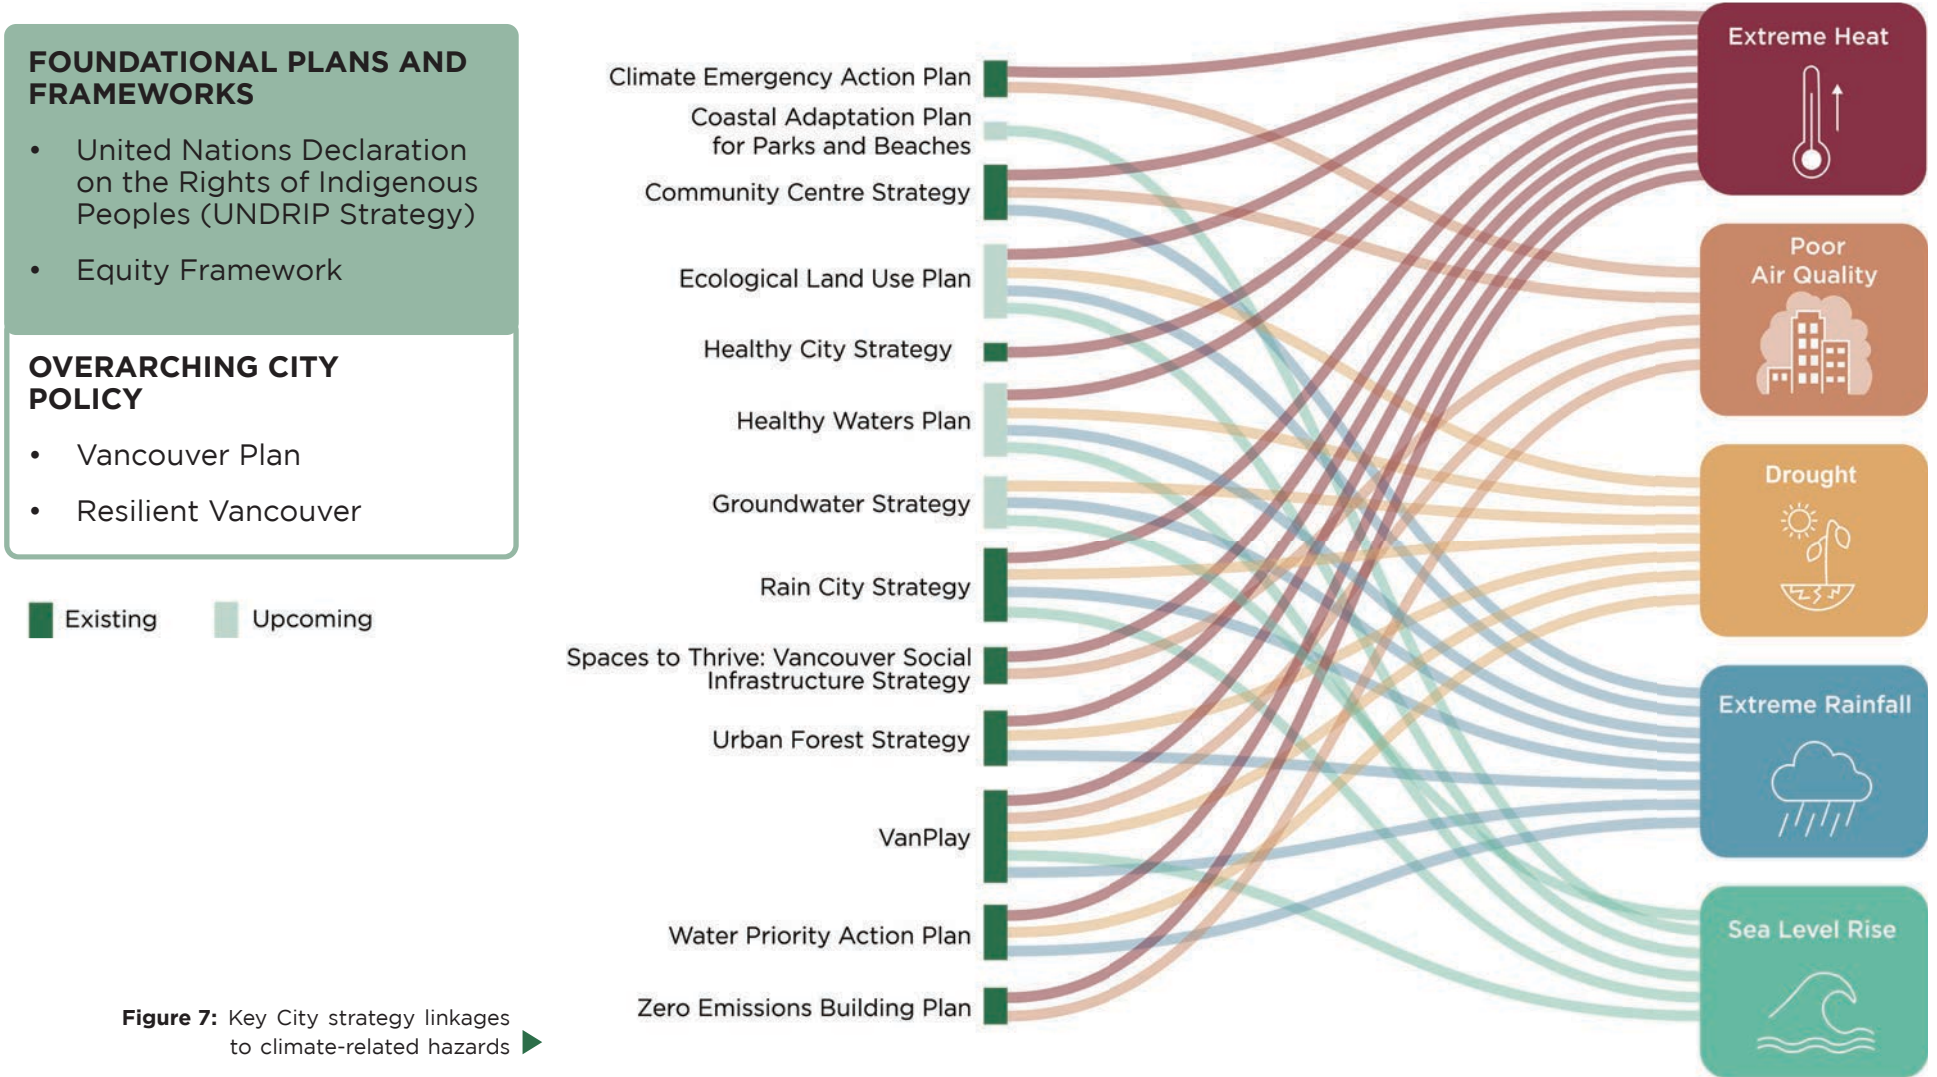 FOUNDATIONAL PLANS AND
FRAMEWORKS
• United Nations Declaration
on the Rights of Indigenous
Peoples (UNDRIP Strategy)
• Equity Framework
OVERARCHING CITY
POLICY
• Vancouver Plan
• Resilient Vancouver
Existing
Upcoming
Climate Emergency Action Plan
Coastal Adaptation Plan
for Parks and Beaches
Community Centre Strategy
Ecological Land Use Plan
Healthy City Strategy
Healthy Waters Plan
Groundwater Strategy
Rain City Strategy
Spaces to Thrive: Vancouver Social
Infrastructure Strategy
Urban Forest Strategy
VanPlay
Water Priority Action Plan
Zero Emissions Building Plan
Extreme Heat
Poor
Air Quality
Drought
Extreme Rainfall
Sea Level Rise
Figure 7: Key City strategy linkages
to climate-related hazards